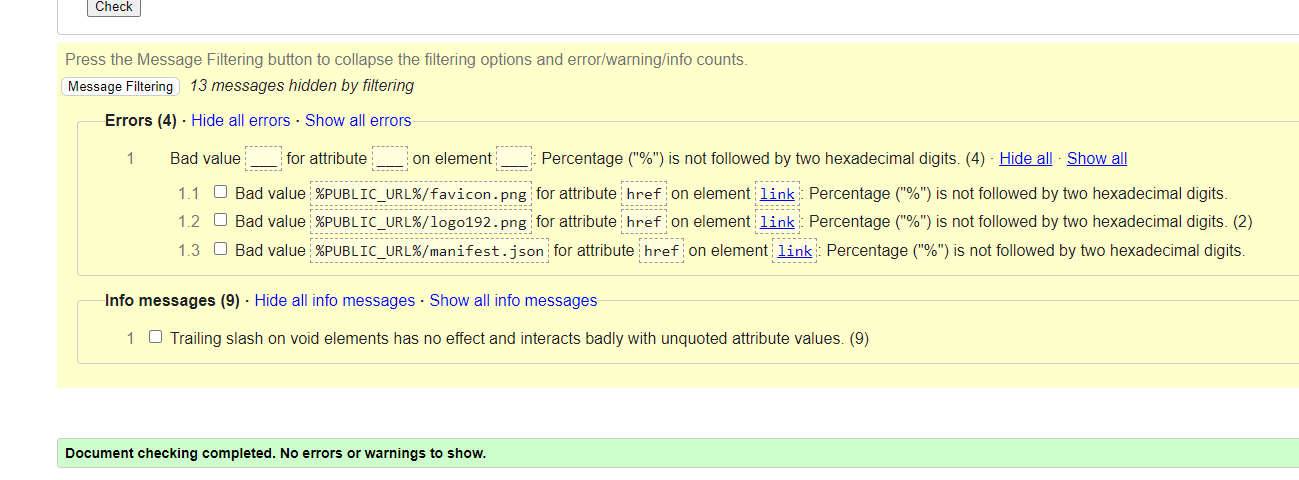 Check
Press the Message Filtering button to collapse the filtering options and error/warning/info counts.
Message Filtering 13 messages hidden by filtering
Errors (4) · Hide all errors · Show all errors
1 Bad value ___ for attribute ___ on element ___: Percentage ("%") is not followed by two hexadecimal digits. (4) · Hide all · Show all
1.1 Bad value %PUBLIC_URL%/favicon.png for attribute href on element link: Percentage ("%") is not followed by two hexadecimal digits.
1.2 Bad value %PUBLIC_URL%/logo192.png for attribute href on element link: Percentage ("%") is not followed by two hexadecimal digits. (2)
1.3 Bad value %PUBLIC_URL%/manifest.json for attribute href on element link: Percentage ("%") is not followed by two hexadecimal digits.
Info messages (9) · Hide all info messages · Show all info messages
1 Trailing slash on void elements has no effect and interacts badly with unquoted attribute values. (9)
Document checking completed. No errors or warnings to show.